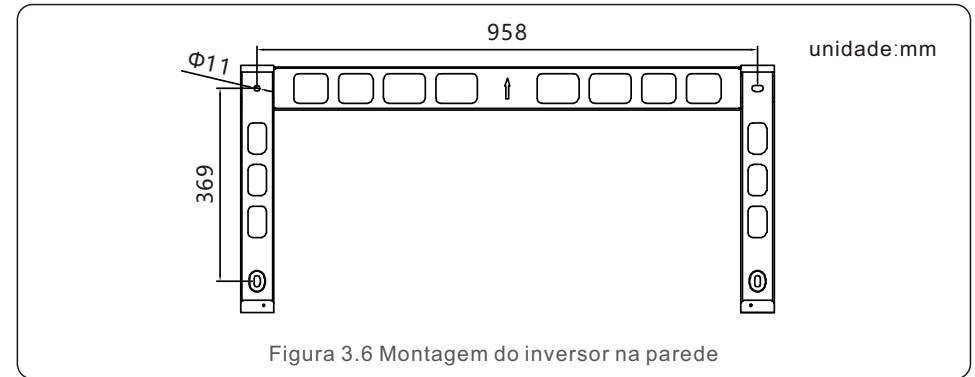 958
unidade:mm
Φ11
369
Figura 3.6 Montagem do inversor na parede